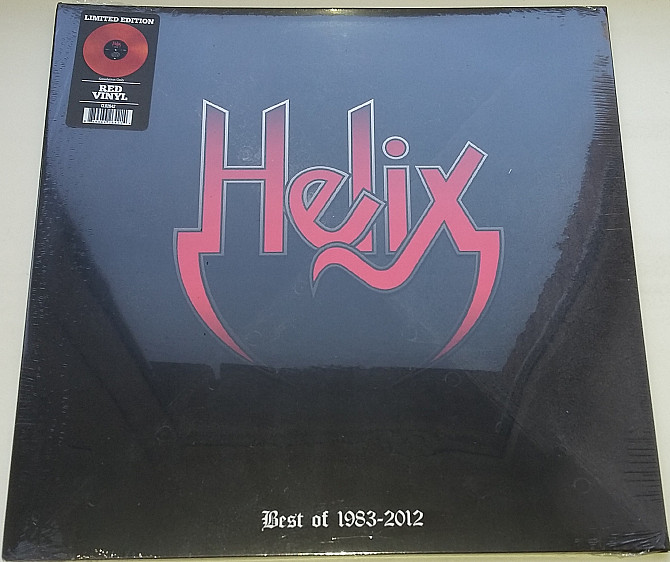 LIMITED EDITION
RED
VINYL
Helix
Best of 1983-2012